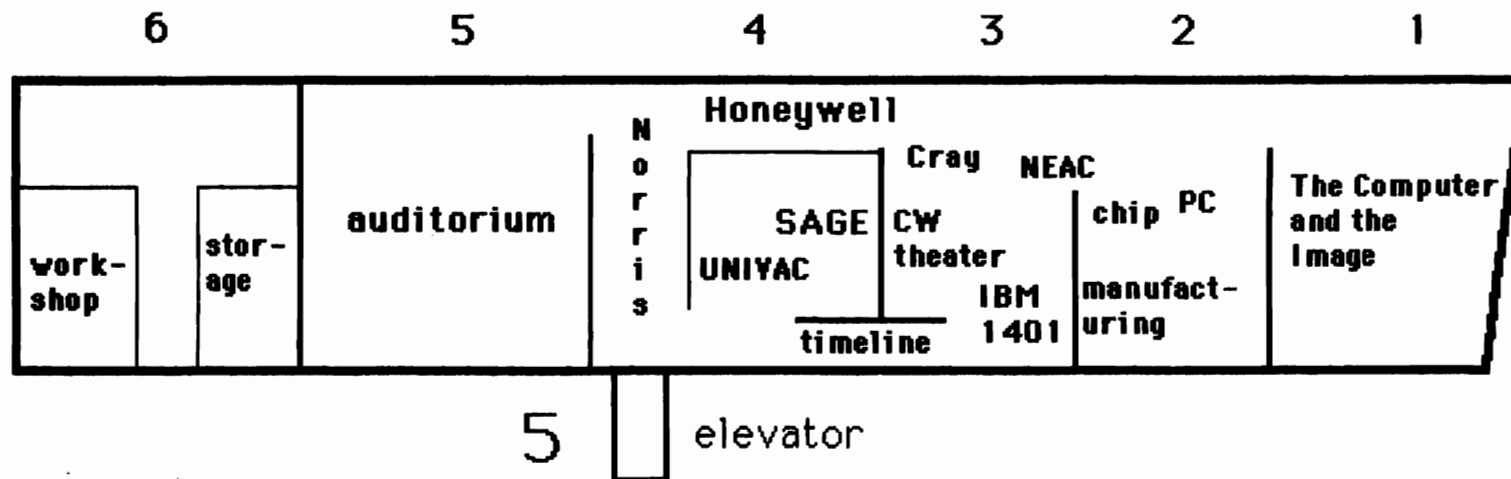 6 5 4 3 2 1
Honeywell
Norris
Cray
NEAC
auditorium
SAGE
CW
theater
chip PC
The Computer
and the
Image
work-
shop
stor-
age
UNIVAC
IBM
1401
manufact-
uring
timeline
5
elevator